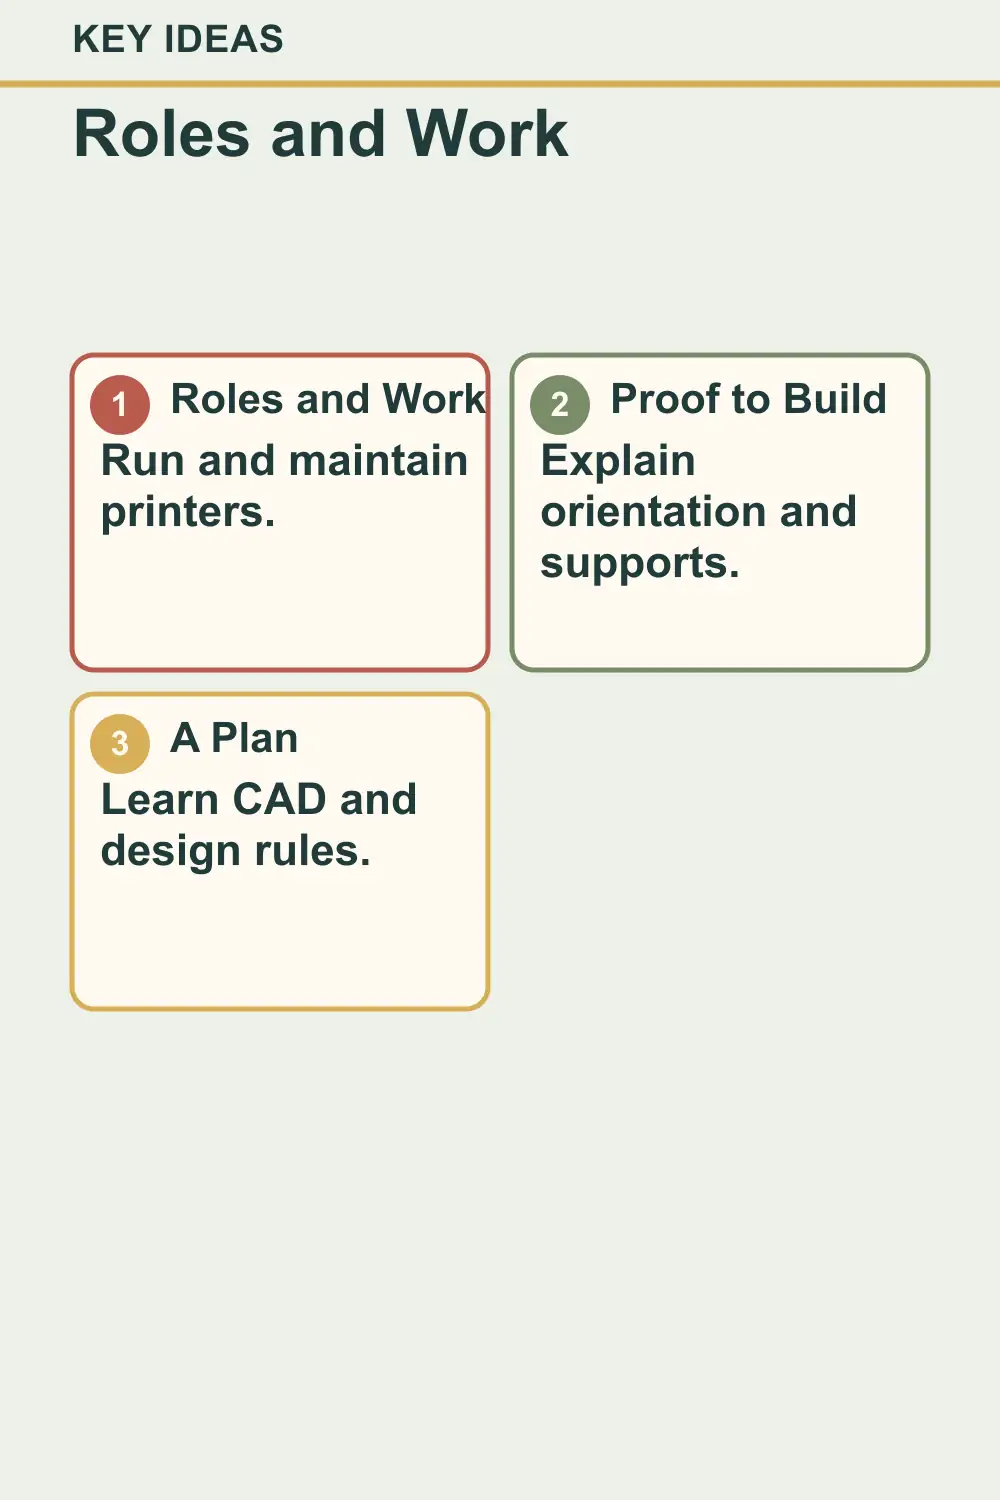 KEY IDEAS
Roles and Work
1 Roles and Work
Run and maintain
printers.
2 Proof to Build
Explain
orientation and
supports.
3 A Plan
Learn CAD and
design rules.